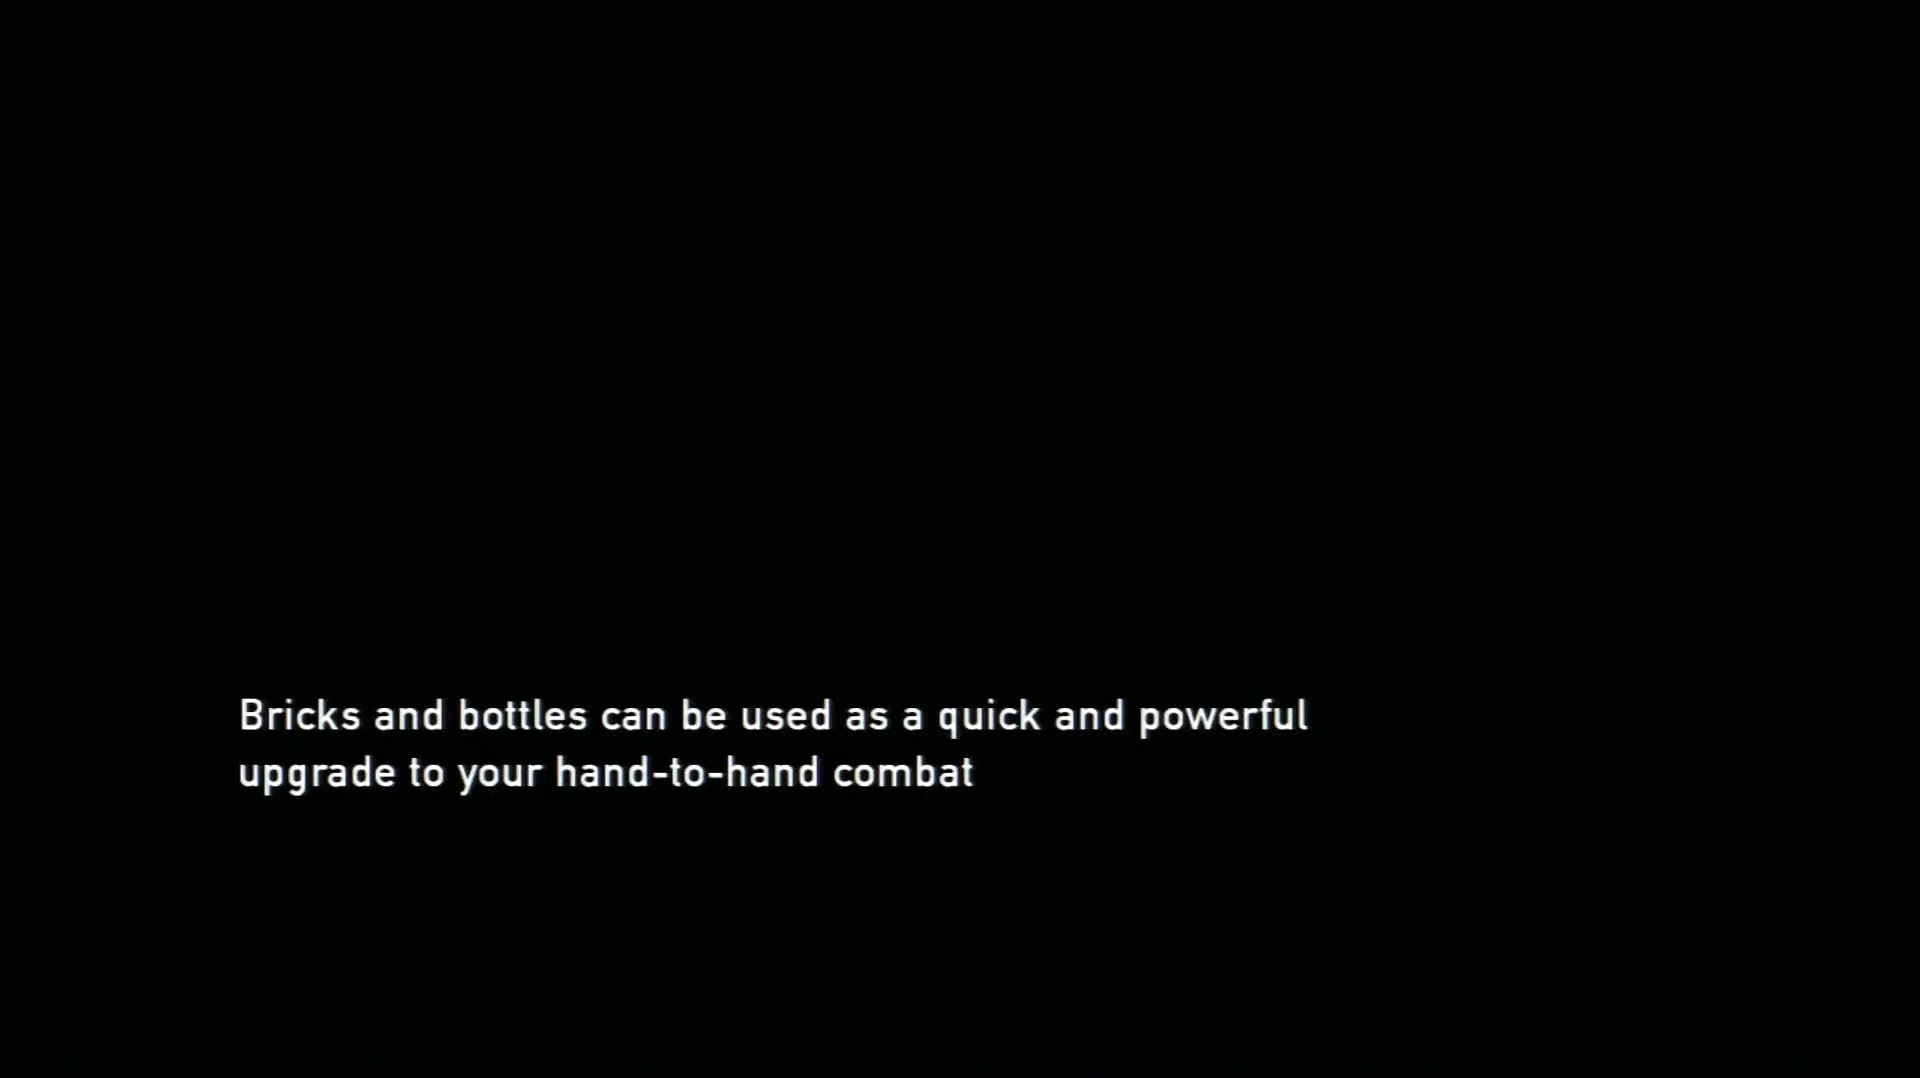 Bricks and bottles can be used as a quick and powerful
upgrade to your hand-to-hand combat